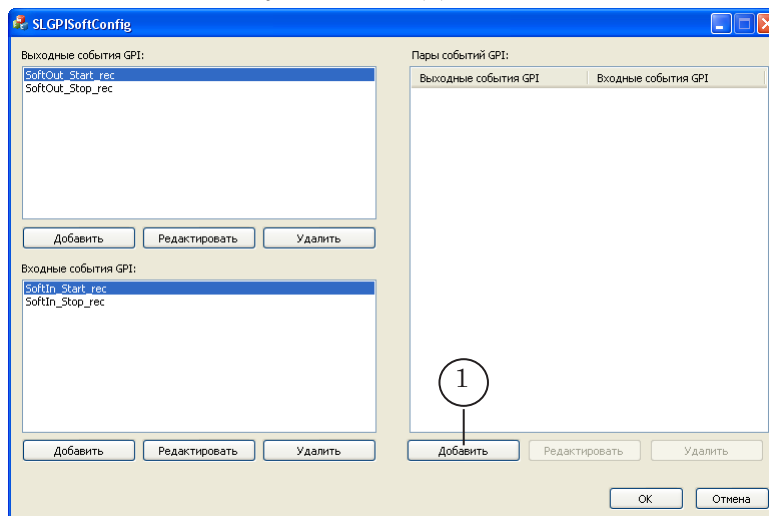 SLGPISoftConfig
Выходные события GPI:
SoftOut_Start_rec
SoftOut_Stop_rec
Добавить Редактировать Удалить
Входные события GPI:
SoftIn_Start_rec
SoftIn_Stop_rec
Добавить Редактировать Удалить
Пары событий GPI:
Выходные события GPI Входные события GPI
1
Добавить Редактировать Удалить
OK Отмена